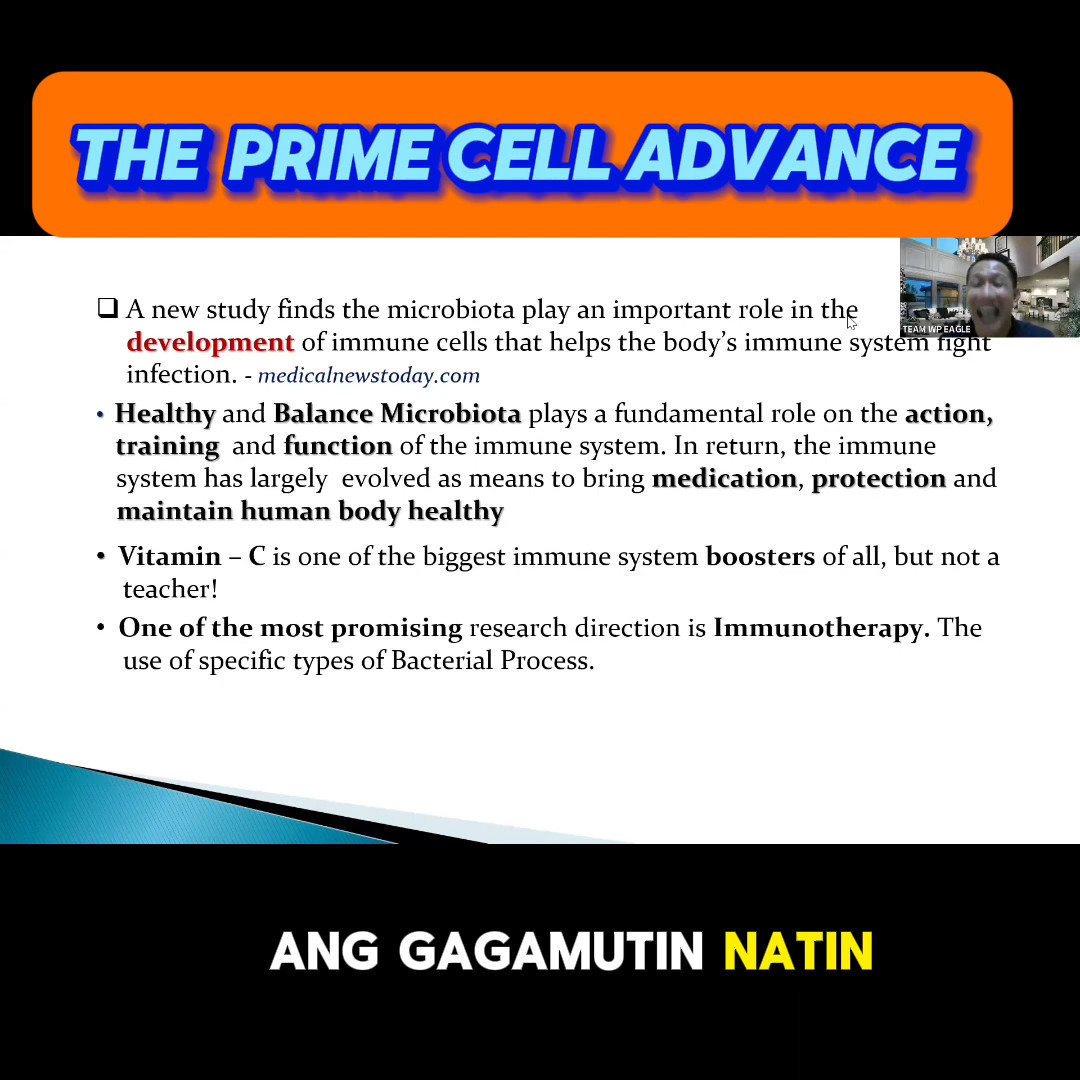 THE PRIME CELL ADVANCE
❑ A new study finds the microbiota play an important role in the
development of immune cells that helps the body's immune system fight
infection. - medicalnewstoday.com
• Healthy and Balance Microbiota plays a fundamental role on the action,
training and function of the immune system. In return, the immune
system has largely evolved as means to bring medication, protection and
maintain human body healthy
• Vitamin – C is one of the biggest immune system boosters of all, but not a
teacher!
• One of the most promising research direction is Immunotherapy. The
use of specific types of Bacterial Process.
TEAM WP EAGLE
ANG GAGAMUTIN NATIN